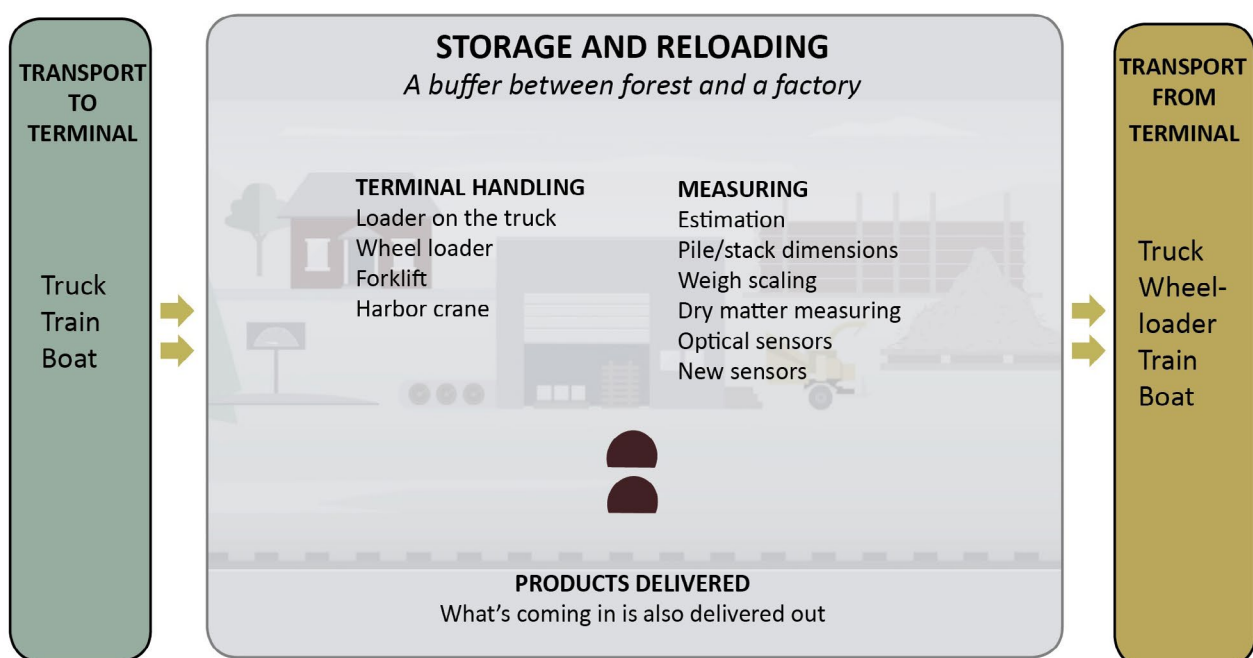 TRANSPORT
TO
TERMINAL
Truck
Train
Boat
STORAGE AND RELOADING
A buffer between forest and a factory
TERMINAL HANDLING
Loader on the truck
Wheel loader
Forklift
Harbor crane
MEASURING
Estimation
Pile/stack dimensions
Weigh scaling
Dry matter measuring
Optical sensors
New sensors
PRODUCTS DELIVERED
What's coming in is also delivered out
TRANSPORT
FROM
TERMINAL
Truck
Wheel-
loader
Train
Boat